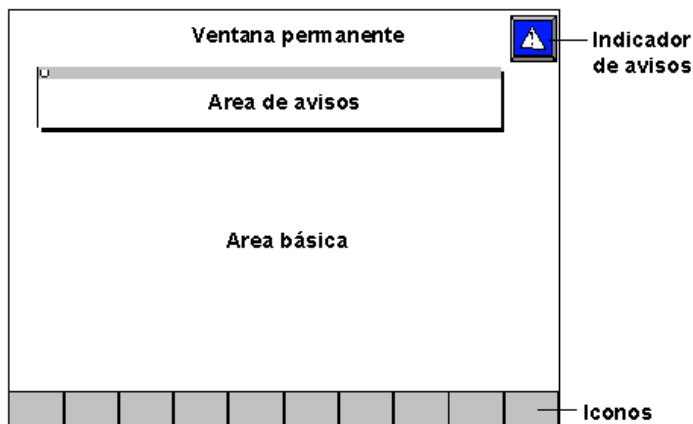 Ventana permanente
Indicador
de avisos
Area de avisos
Area básica
Iconos